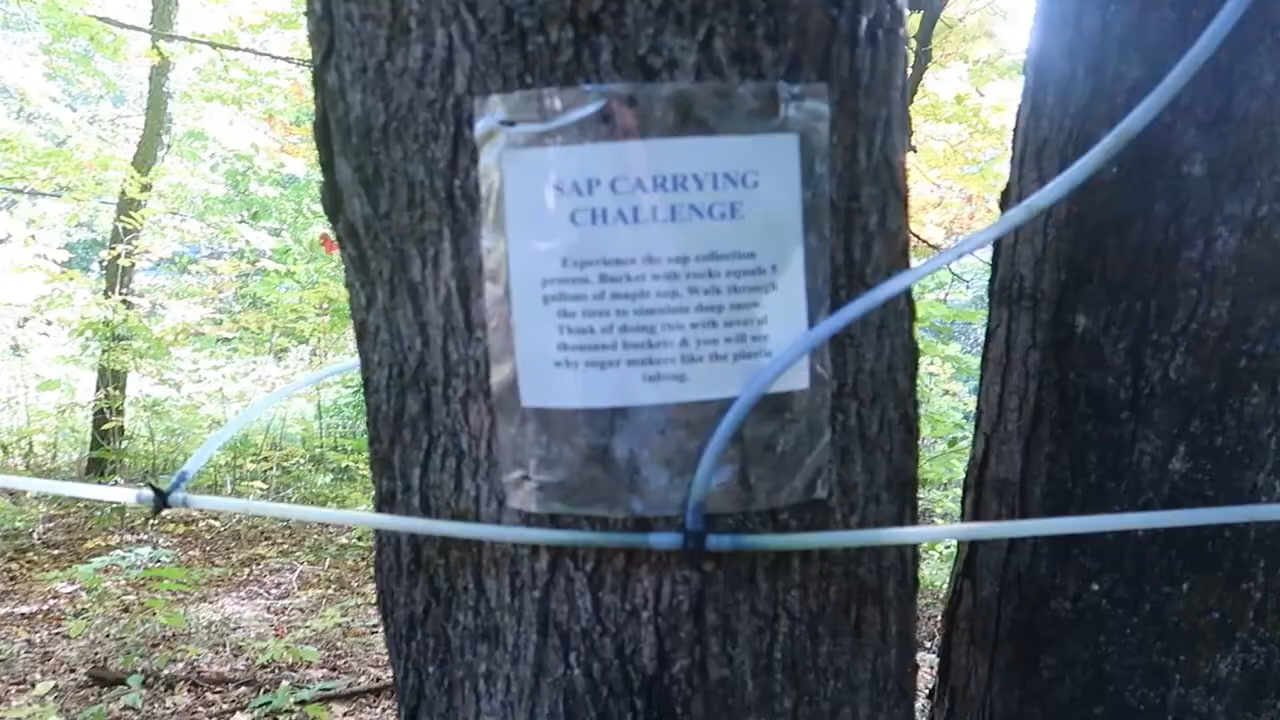 SAP CARRYING
CHALLENGE
Experience the sap collection
process. Bucket with rocks equals 5
gallons of maple sap. Walk through
the tires to simulate deep snow.
Think of doing this with several
thousand buckets & you will see
why sugar makers like the plastic
tubing.